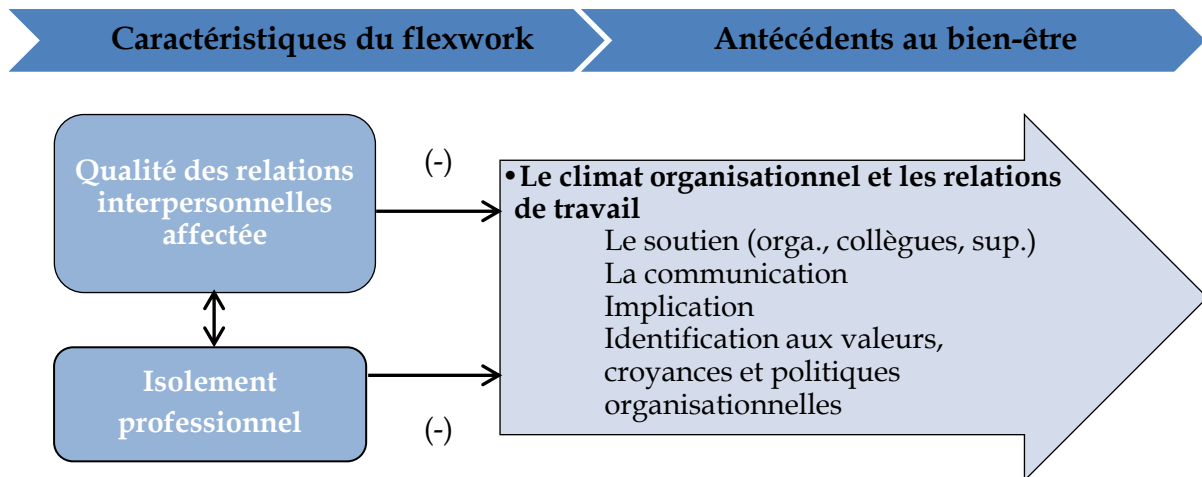 Caractéristiques du flexwork
Antécédents au bien-être
Qualité des relations
interpersonnelles
affectée
(-)
•Le climat organisationnel et les relations
de travail
Le soutien (orga., collègues, sup.)
La communication
Implication
Identification aux valeurs,
croyances et politiques
organisationnelles
Isolement
professionnel
(-)